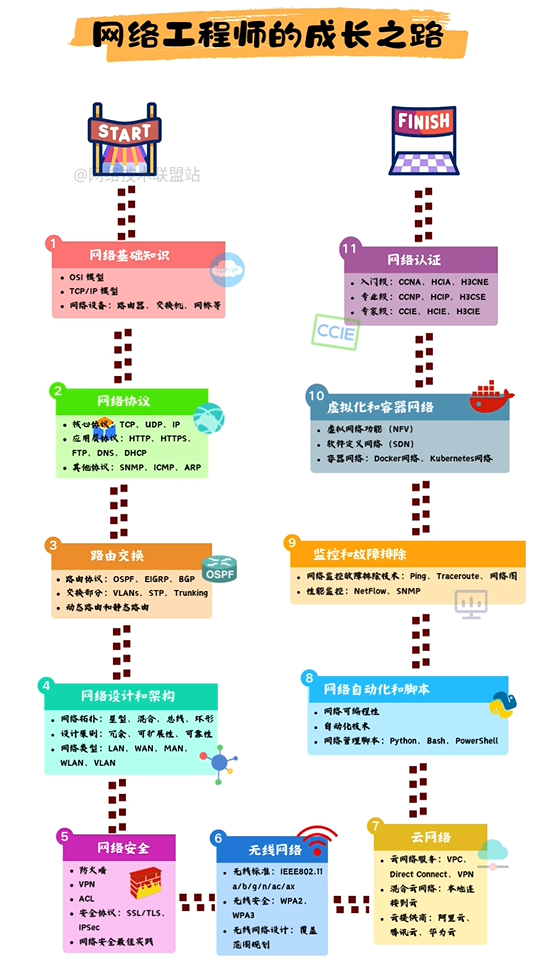 网络工程师的成长之路
START
@网络技术联盟站
1
网络基础知识
TCP/IP
OSI 模型
TCP/IP 模型
网络设备：路由器、交换机、网桥等
2
网络协议
核心协议：TCP、UDP、IP
应用层协议：HTTP、HTTPS、
FTP、DNS、DHCP
其他协议：SNMP、ICMP、ARP
3
路由交换
OSPF
路由协议：OSPF、EIGRP、BGP
交换部分：VLANs、STP、Trunking
动态路由和静态路由
4
网络设计和架构
网络拓扑：星型、混合、总线、环形
设计原则：冗余、可扩展性、可靠性
网络类型：LAN、WAN、MAN、
WLAN、VLAN
5
网络安全
防火墙
VPN
ACL
安全协议：SSL/TLS、
IPSec
网络安全最佳实践
6
无线网络
无线标准：IEEE802.11
a/b/g/n/ac/ax
无线安全：WPA2、
WPA3
无线网络设计：覆盖
范围规划
7
云网络
云网络服务：VPC、
Direct Connect、VPN
混合云网络：本地连
接到云
云提供商：阿里云、
腾讯云、华为云
8
网络自动化和脚本
网络可编程性
自动化技术
网络管理脚本：Python、Bash、PowerShell
9
监控和故障排除
网络监控故障排除技术：Ping、Traceroute、网络图
性能监控：NetFlow、SNMP
10
虚拟化和容器网络
虚拟网络功能（NFV）
软件定义网络（SDN）
容器网络：Docker网络、Kubernetes网络
11
网络认证
入门级：CCNA、HCIA、H3CNE
专业级：CCNP、HCIP、H3CSE
专家级：CCIE、HCIE、H3CIE
CCIE
FINISH